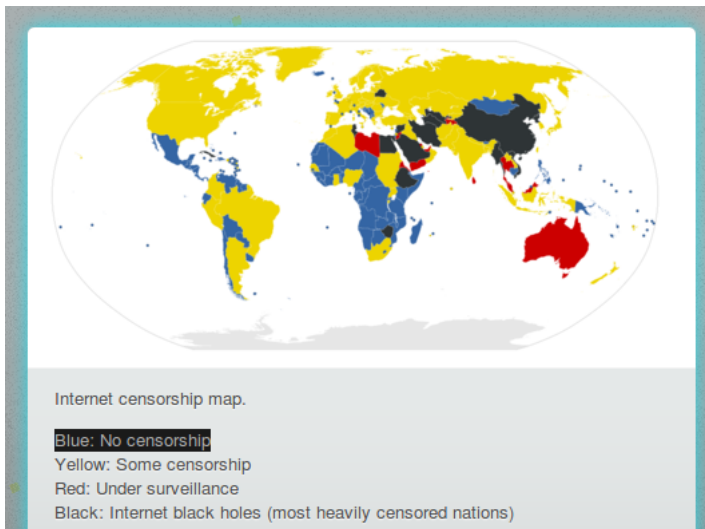 Internet censorship map.
Blue: No censorship
Yellow: Some censorship
Red: Under surveillance
Black: Internet black holes (most heavily censored nations)